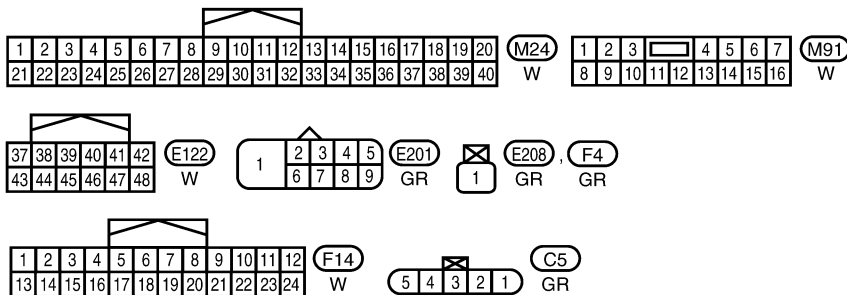 1 2 3 4 5 6 7 8 9 10 11 12 13 14 15 16 17 18 19 20 M24 1 2 3 4 5 6 7 M91
21 22 23 24 25 26 27 28 29 30 31 32 33 34 35 36 37 38 39 40 W 8 9 10 11 12 13 14 15 16 W
37 38 39 40 41 42 1 2 3 4 5 E201 E208 , F4
43 44 45 46 47 48 E122 W 6 7 8 9 GR 1 GR GR
1 2 3 4 5 6 7 8 9 10 11 12 F14 C5
13 14 15 16 17 18 19 20 21 22 23 24 W 5 4 3 2 1 GR